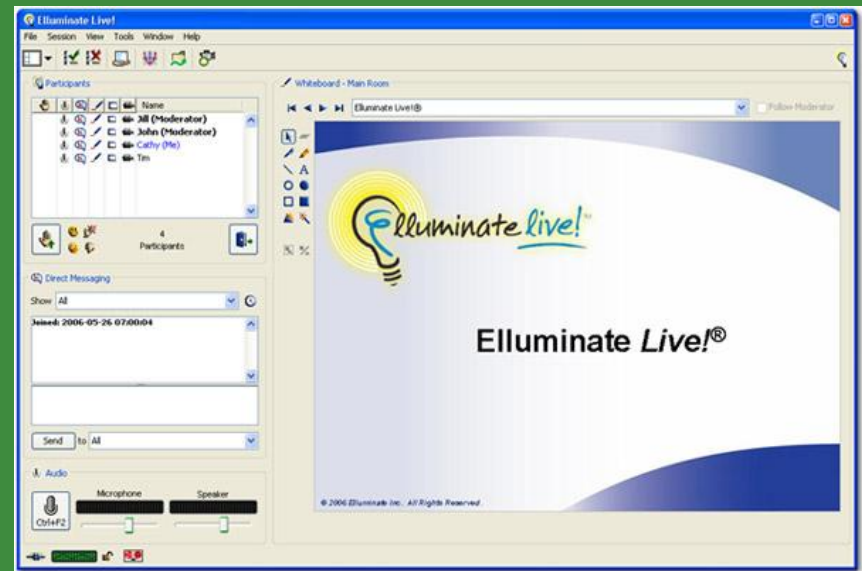 Elluminate Live!
File Session View Tools Window Help
Participants
Name
Jill (Moderator)
John (Moderator)
Cathy (Me)
Tim
4
Participants
Direct Messaging
Show All
Joined: 2006-05-26 07:00:04
Send to All
Audio
Microphone Speaker
Ctrl+F2
Whiteboard - Main Room
Elluminate Live!® Follow Moderator
A
Elluminate live!™
Elluminate Live!®
© 2006 Elluminate Inc. All Rights Reserved.